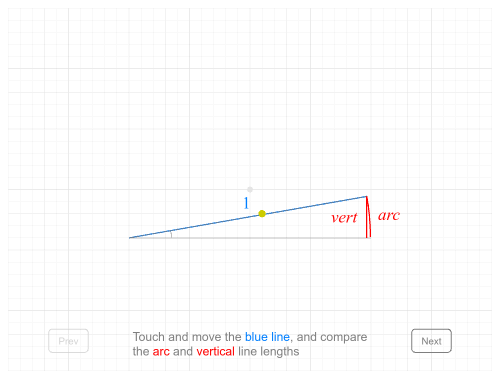 1
vert
arc
Prev
Touch and move the blue line, and compare
the arc and vertical line lengths
Next